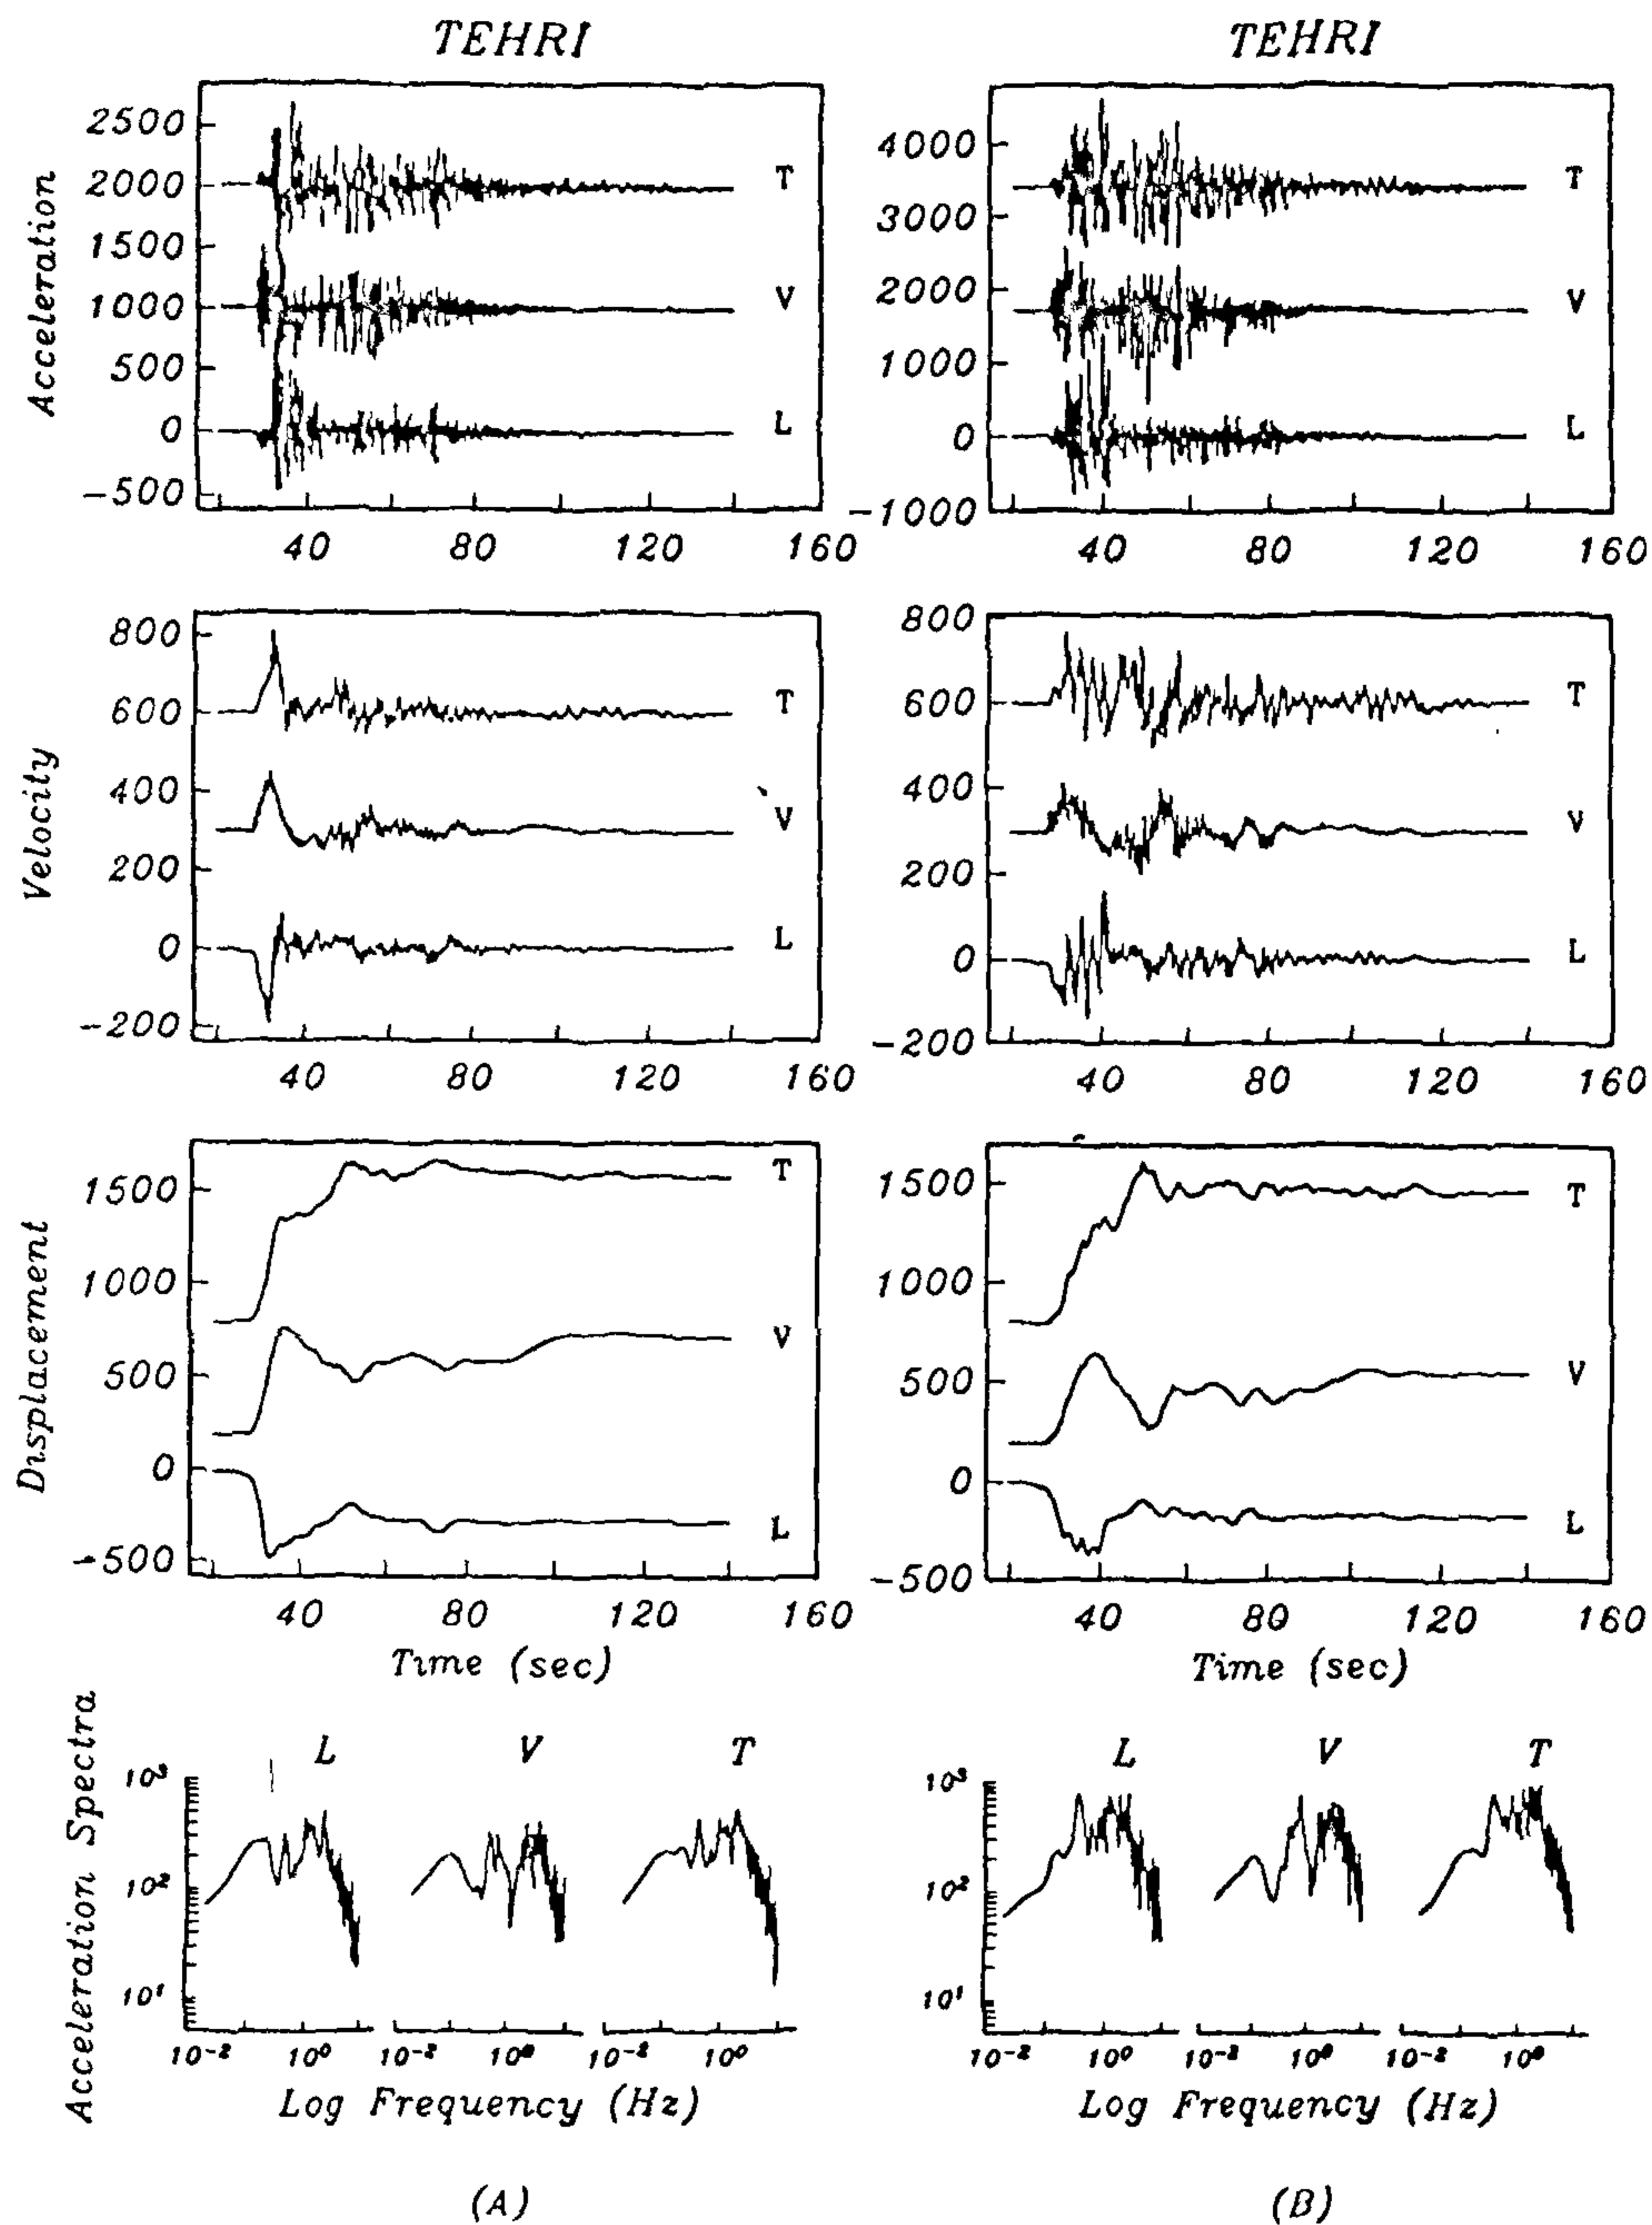 TEHRI TEHRI
Acceleration
2500
2000
1500
1000
500
0
-500
T
V
L
40 80 120 160
4000
3000
2000
1000
0
-1000
T
V
L
40 80 120 160
Velocity
800
600
400
200
0
-200
T
V
L
40 80 120 160
800
600
400
200
0
-200
T
V
L
40 80 120 160
Displacement
1500
1000
500
0
-500
T
V
L
40 80 120 160
Time (sec)
1500
1000
500
0
-500
T
V
L
40 80 120 160
Time (sec)
Acceleration Spectra
L V T
10³
10²
10¹
10⁻² 10⁰ 10⁻² 10⁰ 10⁻² 10⁰
Log Frequency (Hz)
L V T
10³
10²
10¹
10⁻² 10⁰ 10⁻² 10⁰ 10⁻² 10⁰
Log Frequency (Hz)
(A) (B)